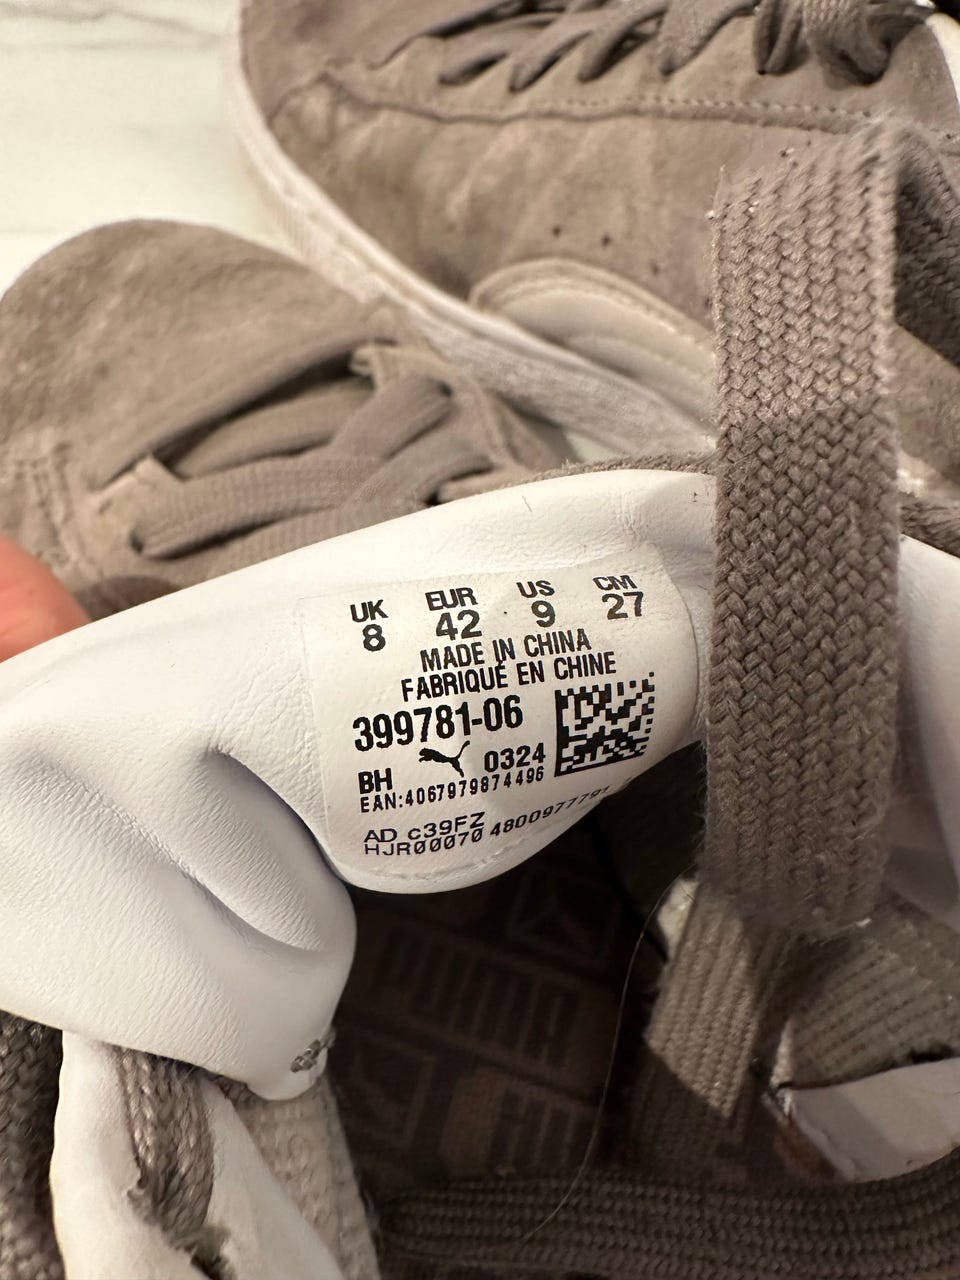 UK EUR US CM
8 42 9 27
MADE IN CHINA
FABRIQUÉ EN CHINE
399781-06
BH 0324
EAN:4067979874496
AD c39FZ
HJR00070 4800977791
PUMA